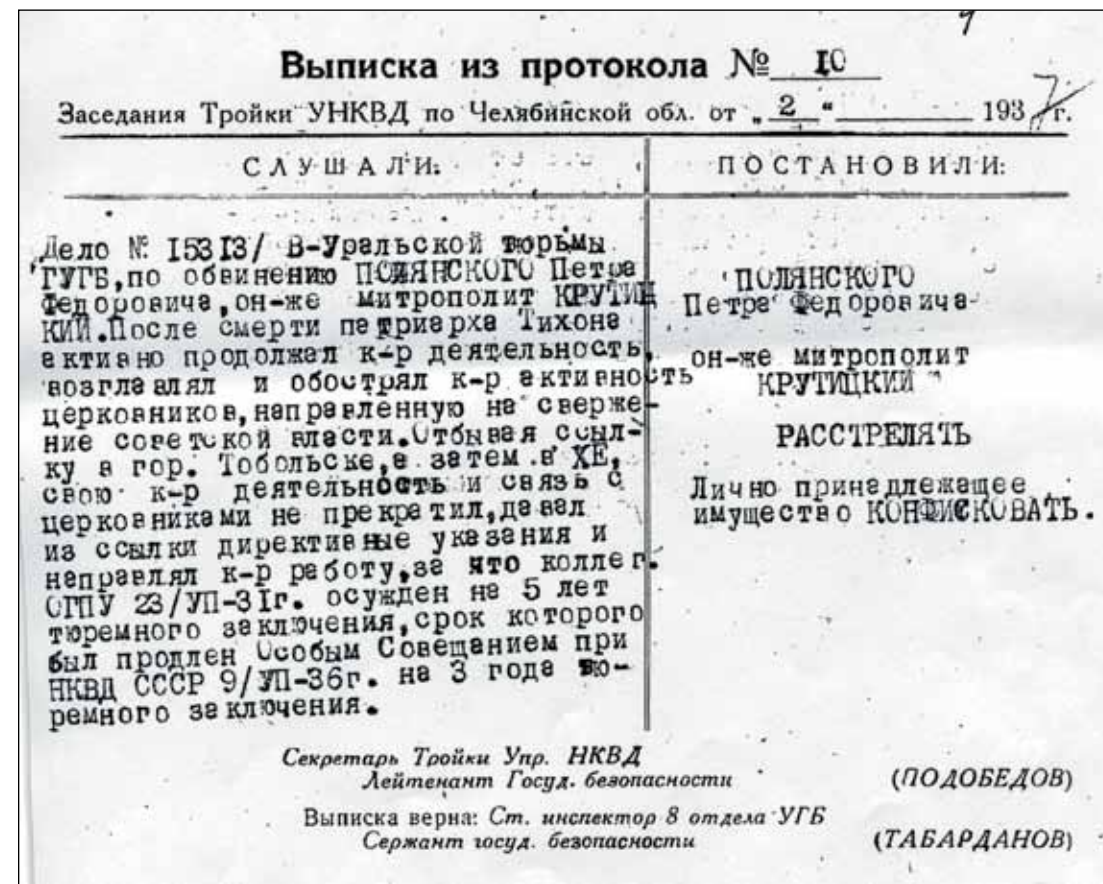 Выписка из протокола № 10
Заседания Тройки УНКВД по Челябинской обл. от „ 2 “ 1937 г.
СЛУШАЛИ:
Дело № 15313/ В-Уральской тюрьмы
ГУГБ,по обвинению ПОЛЯНСКОГО Петра
Федоровича,он-же митрополит КРУТИЦ
КИЙ.После смерти патриарха Тихона
активно продолжал к-р деятельность,
возглавлял и обострял к-р активность
церковников,направленную на сверже-
ние советской власти.Отбывая ссыл-
ку в гор. Тобольске,а затем в ХЕ,
свою к-р деятельность и связь с
церковниками не прекратил,давал
из ссылки директивные указания и
направлял к-р работу,за что коллег.
ОГПУ 23/УП-31г. осужден на 5 лет
тюремного заключения,срок которого
был продлен Особым Совещанием при
НКВД СССР 9/УП-36г. на 3 года тю-
ремного заключения.
ПОСТАНОВИЛИ:
ПОЛЯНСКОГО
Петра Федоровича
он-же митрополит
КРУТИЦКИЙ
РАССТРЕЛЯТЬ
Лично принадлежащее
имущество КОНФИСКОВАТЬ.
Секретарь Тройки Упр. НКВД
Лейтенант Госуд. безопасности (ПОДОБЕДОВ)
Выписка верна: Ст. инспектор 8 отдела УГБ
Сержант госуд. безопасности (ТАБАРДАНОВ)